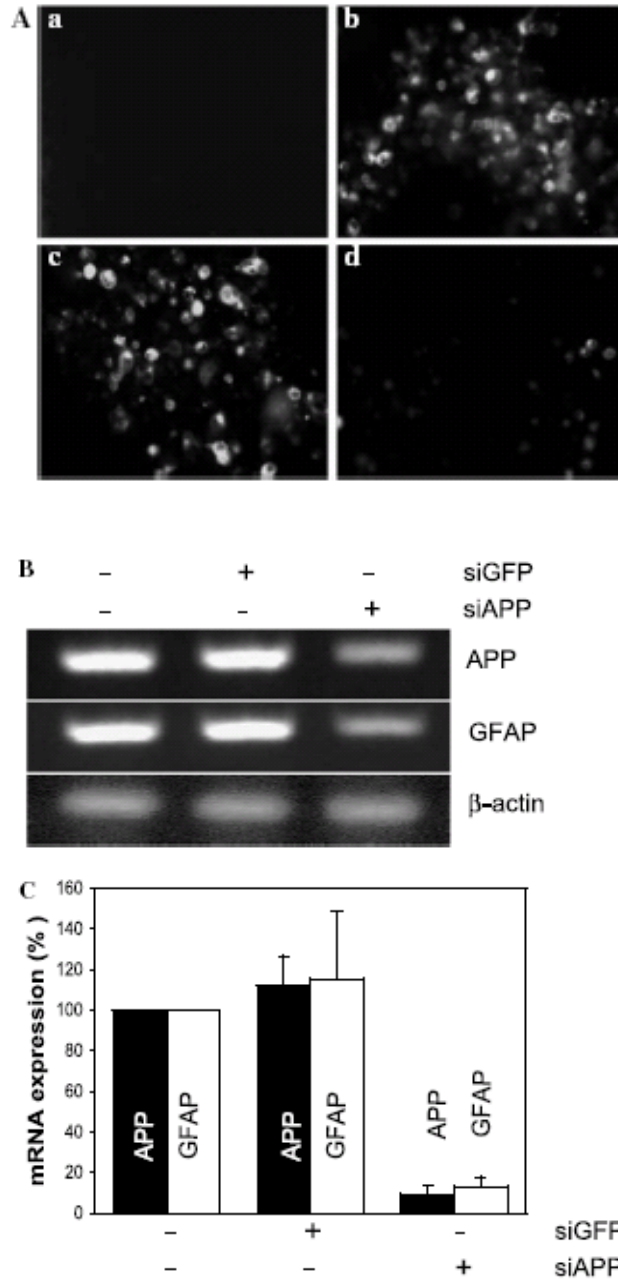 A a b
c d
B – + – siGFP
– – + siAPP
APP
GFAP
β-actin
C
mRNA expression (%)
160
140
120
100
80
60
40
20
0
APP GFAP APP GFAP APP GFAP
– + – siGFP
– – + siAPP